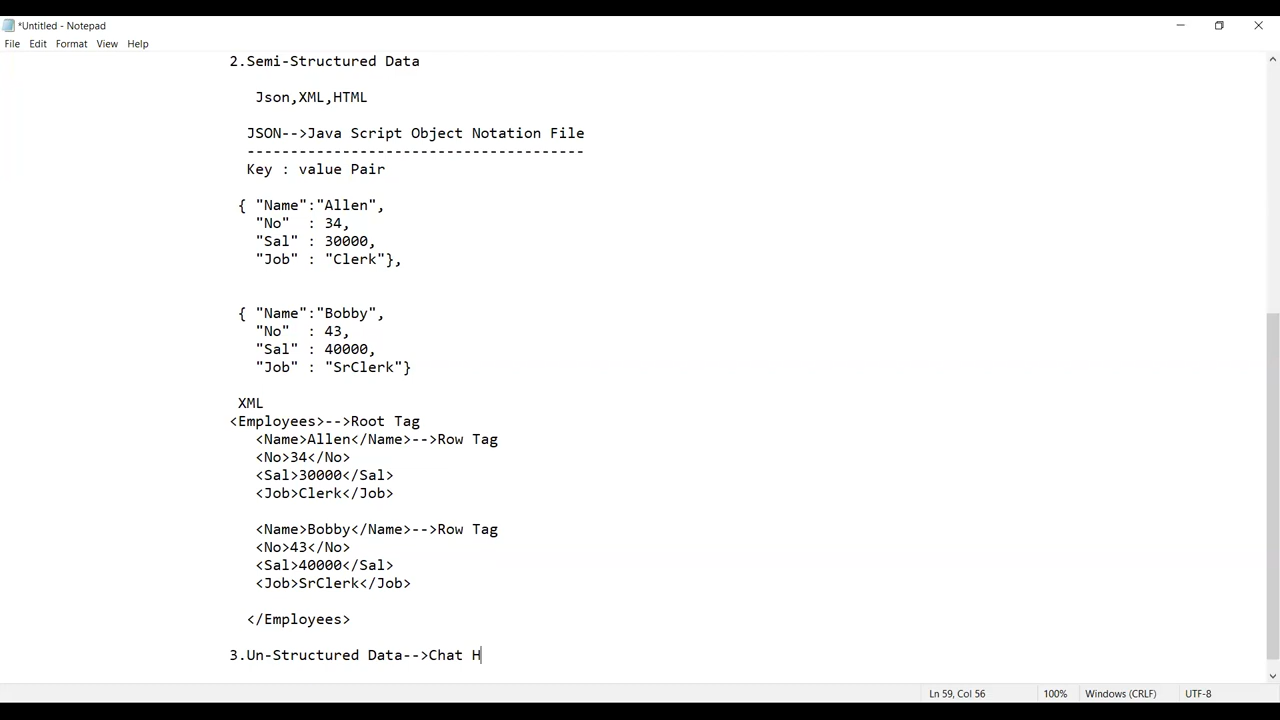 *Untitled - Notepad
File Edit Format View Help
2.Semi-Structured Data
Json,XML,HTML
JSON-->Java Script Object Notation File
---------------------------------------
Key : value Pair
{ "Name":"Allen",
"No"  : 34,
"Sal" : 30000,
"Job" : "Clerk"},
{ "Name":"Bobby",
"No"  : 43,
"Sal" : 40000,
"Job" : "SrClerk"}
XML
<Employees>-->Root Tag
<Name>Allen</Name>-->Row Tag
<No>34</No>
<Sal>30000</Sal>
<Job>Clerk</Job>
<Name>Bobby</Name>-->Row Tag
<No>43</No>
<Sal>40000</Sal>
<Job>SrClerk</Job>
</Employees>
3.Un-Structured Data-->Chat H
Ln 59, Col 56 100% Windows (CRLF) UTF-8